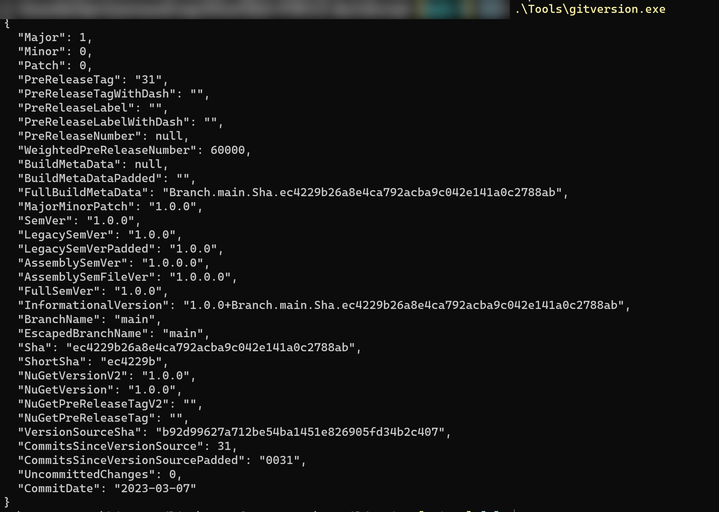 .\Tools\gitversion.exe
{
  "Major": 1,
  "Minor": 0,
  "Patch": 0,
  "PreReleaseTag": "31",
  "PreReleaseTagWithDash": "",
  "PreReleaseLabel": "",
  "PreReleaseLabelWithDash": "",
  "PreReleaseNumber": null,
  "WeightedPreReleaseNumber": 60000,
  "BuildMetaData": null,
  "BuildMetaDataPadded": "",
  "FullBuildMetaData": "Branch.main.Sha.ec4229b26a8e4ca792acba9c042e141a0c2788ab",
  "MajorMinorPatch": "1.0.0",
  "SemVer": "1.0.0",
  "LegacySemVer": "1.0.0",
  "LegacySemVerPadded": "1.0.0",
  "AssemblySemVer": "1.0.0.0",
  "AssemblySemFileVer": "1.0.0.0",
  "FullSemVer": "1.0.0",
  "InformationalVersion": "1.0.0+Branch.main.Sha.ec4229b26a8e4ca792acba9c042e141a0c2788ab",
  "BranchName": "main",
  "EscapedBranchName": "main",
  "Sha": "ec4229b26a8e4ca792acba9c042e141a0c2788ab",
  "ShortSha": "ec4229b",
  "NuGetVersionV2": "1.0.0",
  "NuGetVersion": "1.0.0",
  "NuGetPreReleaseTagV2": "",
  "NuGetPreReleaseTag": "",
  "VersionSourceSha": "b92d99627a712be54ba1451e826905fd34b2c407",
  "CommitsSinceVersionSource": 31,
  "CommitsSinceVersionSourcePadded": "0031",
  "UncommittedChanges": 0,
  "CommitDate": "2023-03-07"
}